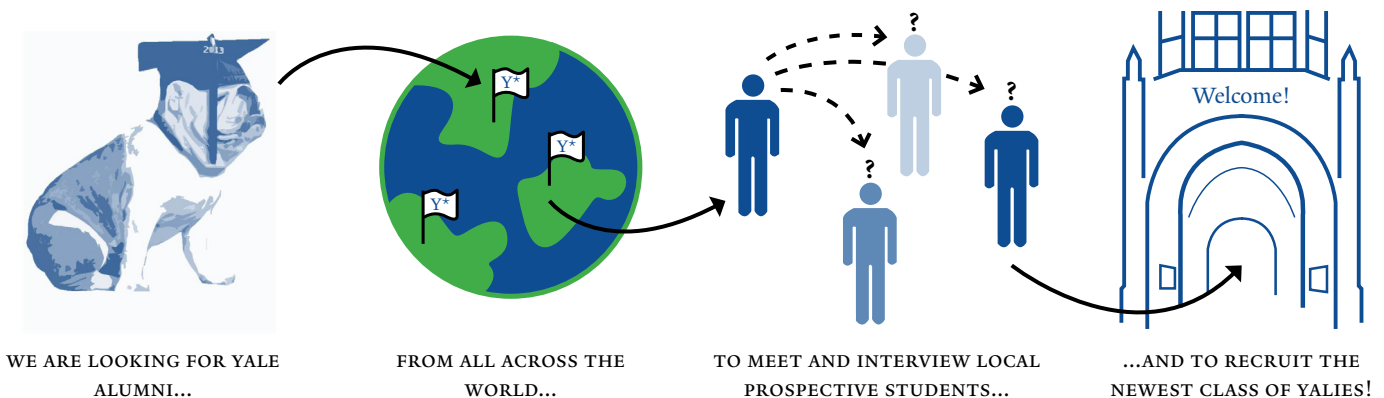 2013
Y*
Y*
Y*
?
?
?
Welcome!
WE ARE LOOKING FOR YALE
ALUMNI...
FROM ALL ACROSS THE
WORLD...
TO MEET AND INTERVIEW LOCAL
PROSPECTIVE STUDENTS...
...AND TO RECRUIT THE
NEWEST CLASS OF YALIES!